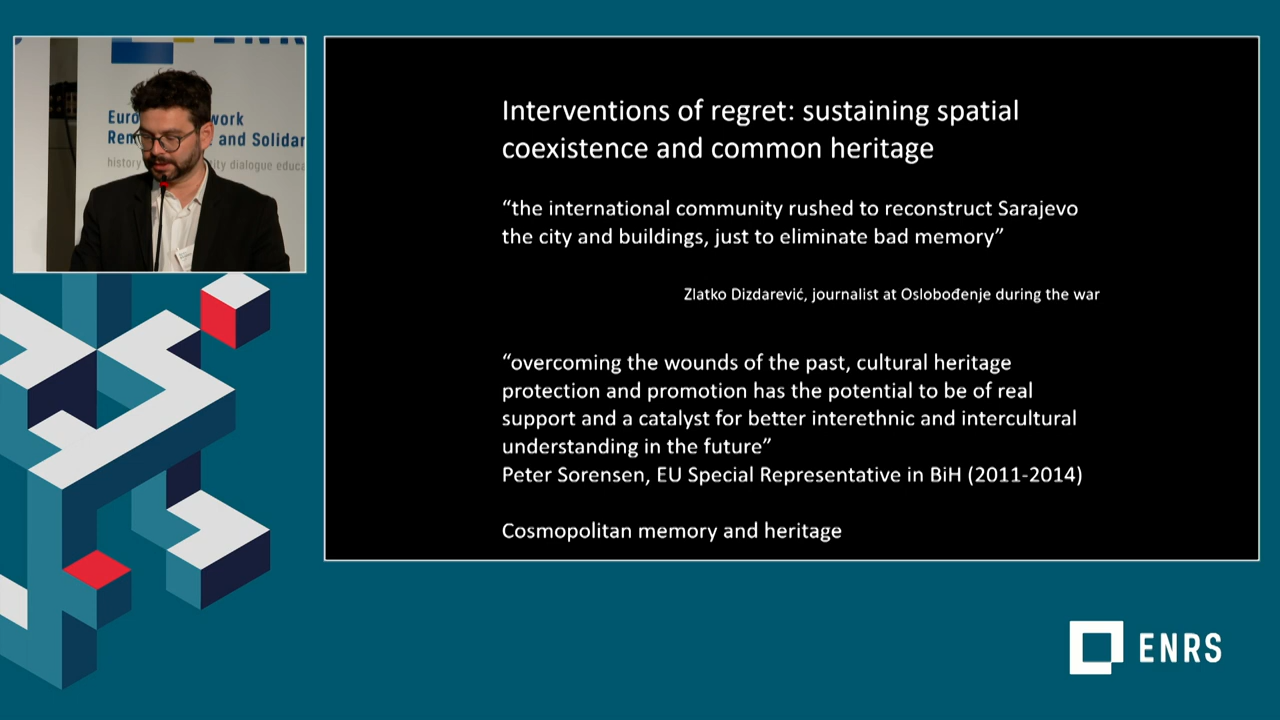 Euro work
Rem and Solidar
history ity dialogue educa
Interventions of regret: sustaining spatial
coexistence and common heritage
“the international community rushed to reconstruct Sarajevo
the city and buildings, just to eliminate bad memory”
Zlatko Dizdarević, journalist at Oslobođenje during the war
“overcoming the wounds of the past, cultural heritage
protection and promotion has the potential to be of real
support and a catalyst for better interethnic and intercultural
understanding in the future”
Peter Sorensen, EU Special Representative in BiH (2011-2014)
Cosmopolitan memory and heritage
ENRS